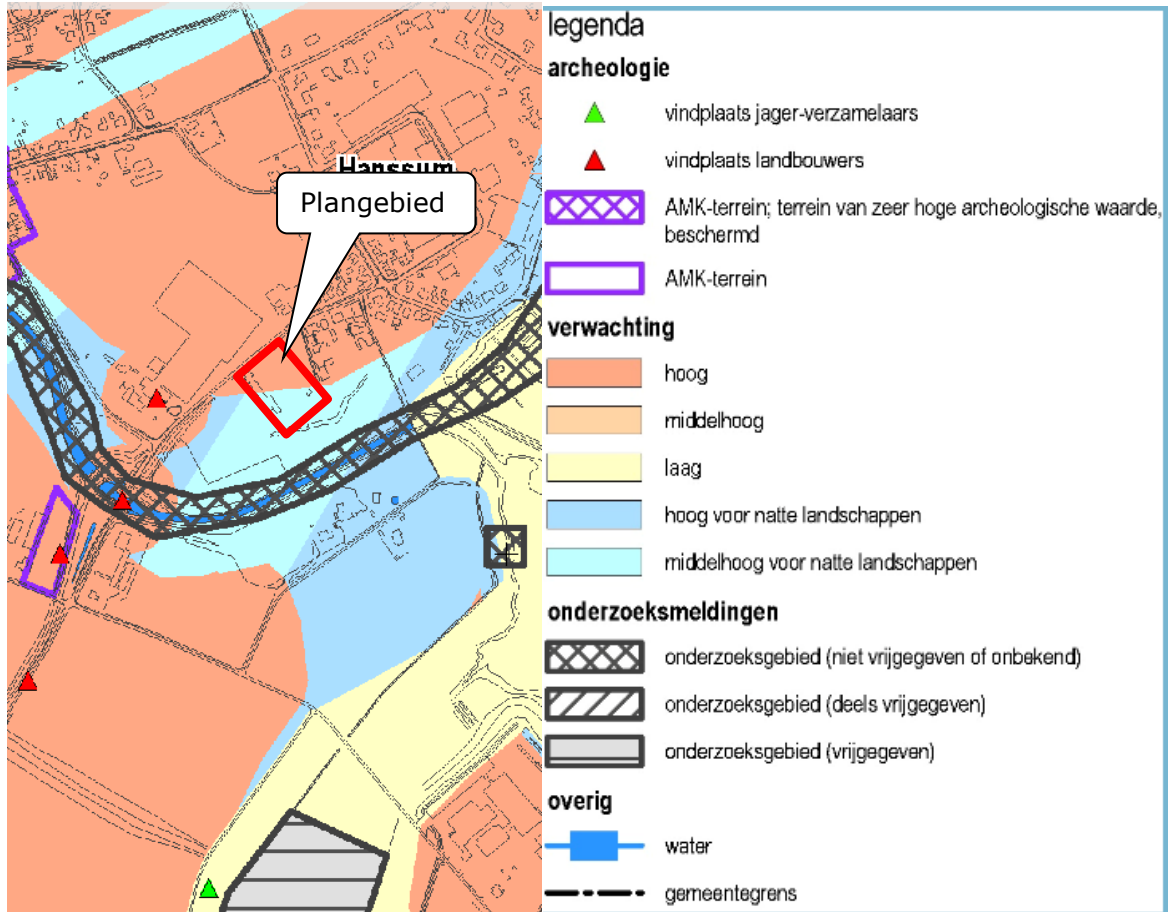 Hanssum
Plangebied
legenda
archeologie
vindplaats jager-verzamelaars
vindplaats landbouwers
AMK-terrein; terrein van zeer hoge archeologische waarde,
beschermd
AMK-terrein
verwachting
hoog
middelhoog
laag
hoog voor natte landschappen
middelhoog voor natte landschappen
onderzoeksmeldingen
onderzoeksgebied (niet vrijgegeven of onbekend)
onderzoeksgebied (deels vrijgegeven)
onderzoeksgebied (vrijgegeven)
overig
water
gemeentegrens